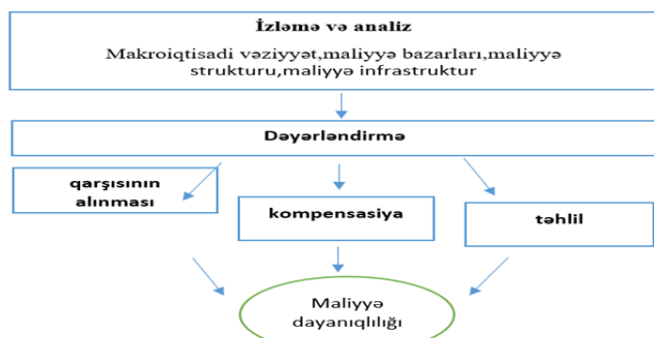 İzləmə və analiz
Makroiqtisadi vəziyyət,maliyyə bazarları,maliyyə
strukturu,maliyyə infrastruktur
Dəyərləndirmə
qarşısının
alınması
kompensasiya
təhlil
Maliyyə
dayanıqlılığı